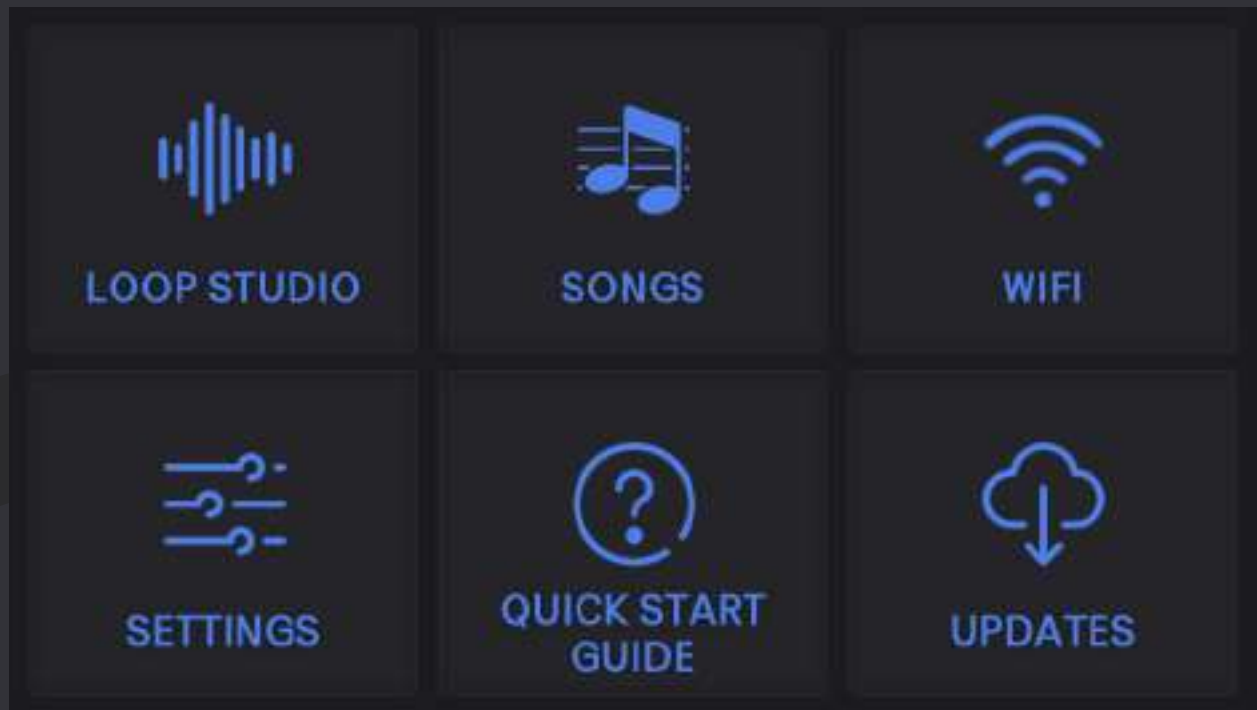 LOOP STUDIO
SONGS
WIFI
SETTINGS
QUICK START
GUIDE
UPDATES